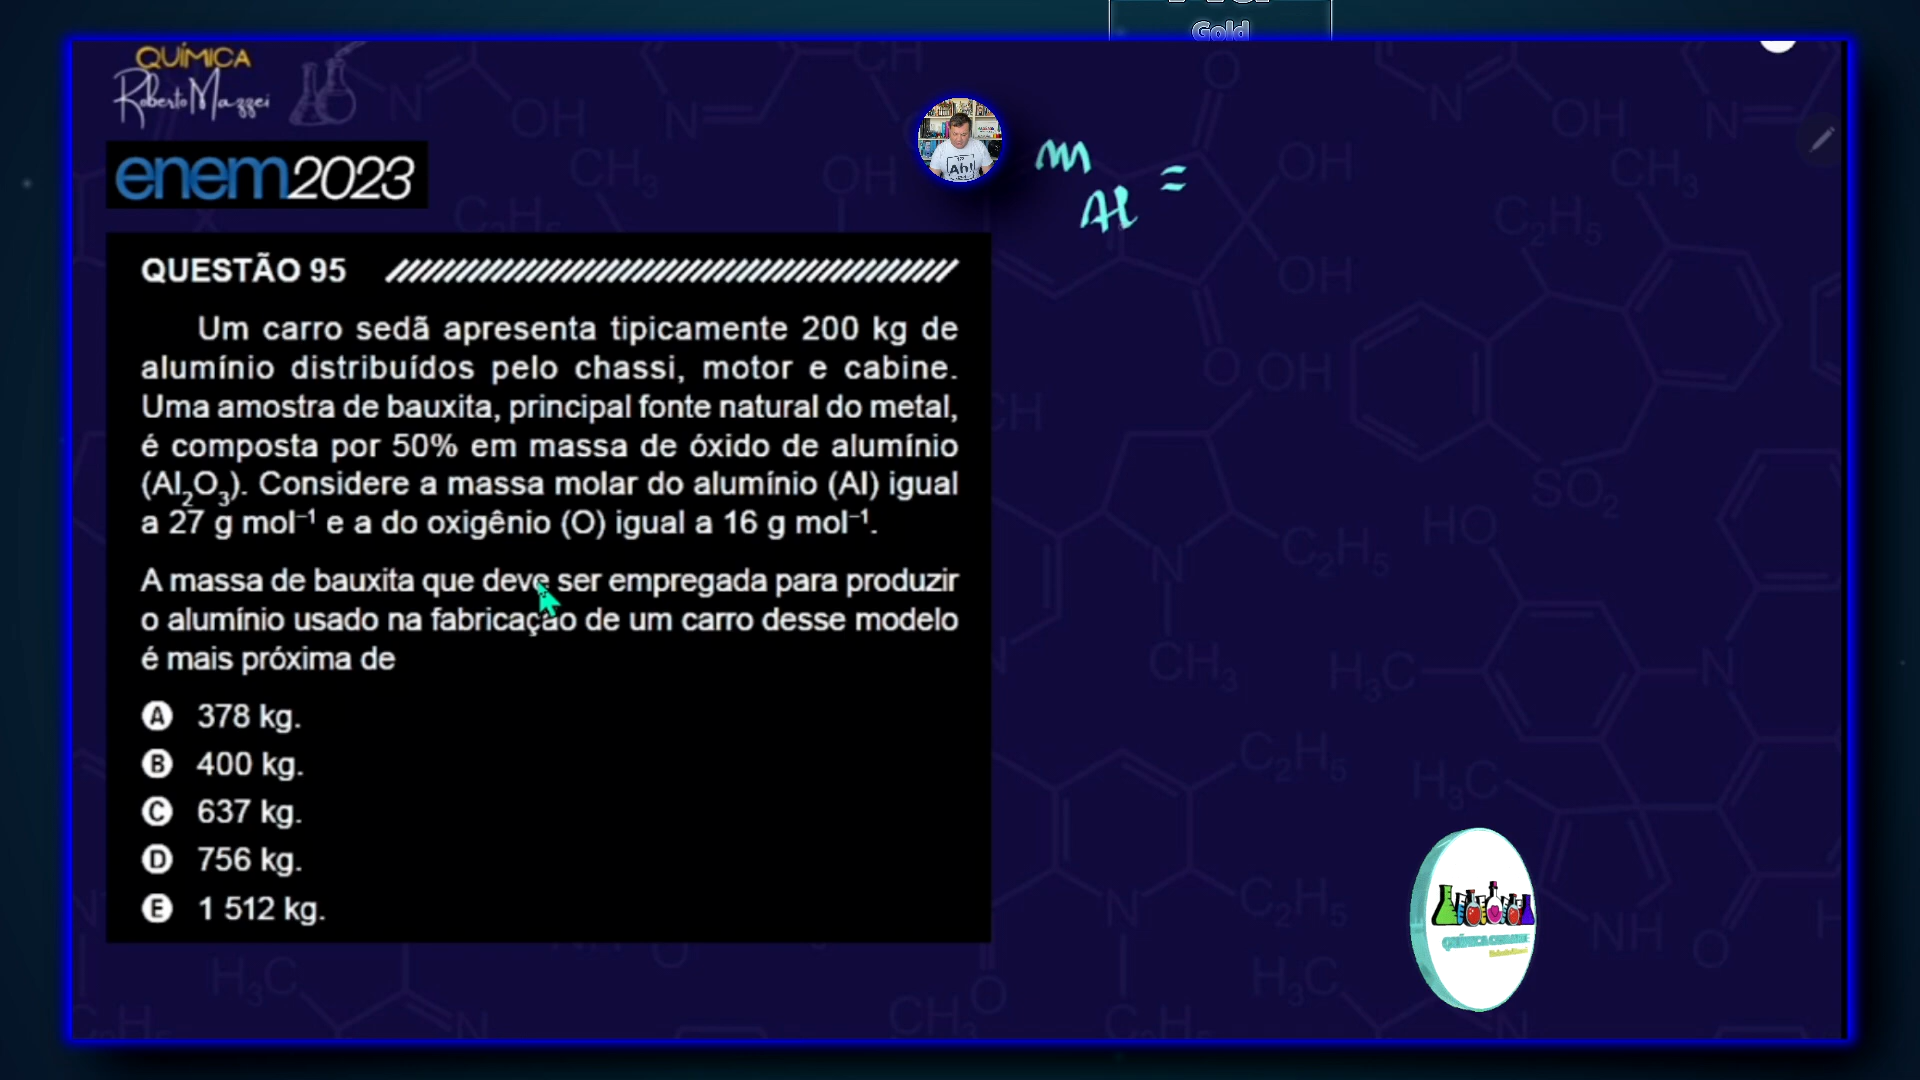 Gold
QUÍMICA
Roberto Mazzei
enem2023
m
Al =
QUESTÃO 95
Um carro sedã apresenta tipicamente 200 kg de
alumínio distribuídos pelo chassi, motor e cabine.
Uma amostra de bauxita, principal fonte natural do metal,
é composta por 50% em massa de óxido de alumínio
(Al₂O₃). Considere a massa molar do alumínio (Al) igual
a 27 g mol⁻¹ e a do oxigênio (O) igual a 16 g mol⁻¹.
A massa de bauxita que deve ser empregada para produzir
o alumínio usado na fabricação de um carro desse modelo
é mais próxima de
A 378 kg.
B 400 kg.
C 637 kg.
D 756 kg.
E 1 512 kg.